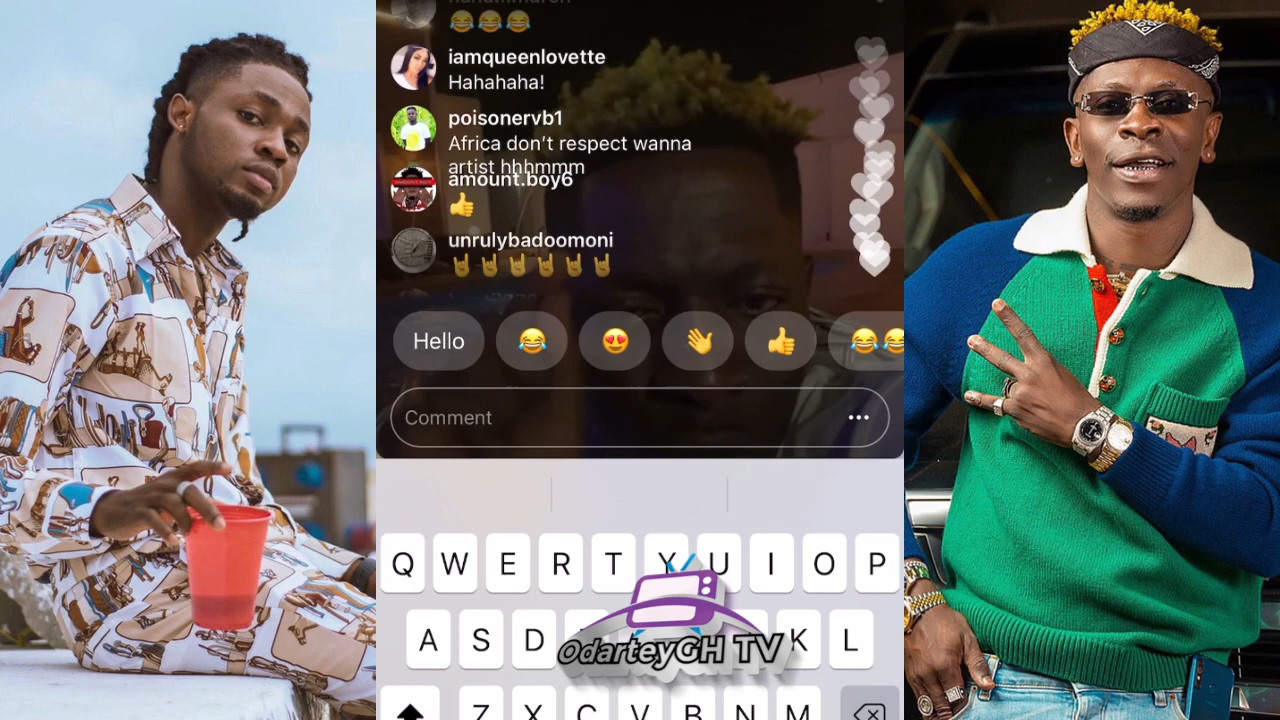 😂😂😂
iamqueenlovette
Hahahaha!
poisonervb1
Africa don’t respect wanna
artist hhhmmm
amount.boy6
👍
unrulybadoomoni
🤘🤘🤘🤘🤘🤘
Hello 😂 😍 👋 👍 😂😂
Comment •••
Q W E R T Y U I O P
A S D K L
OdarteyGH TV
Z X C V B N M